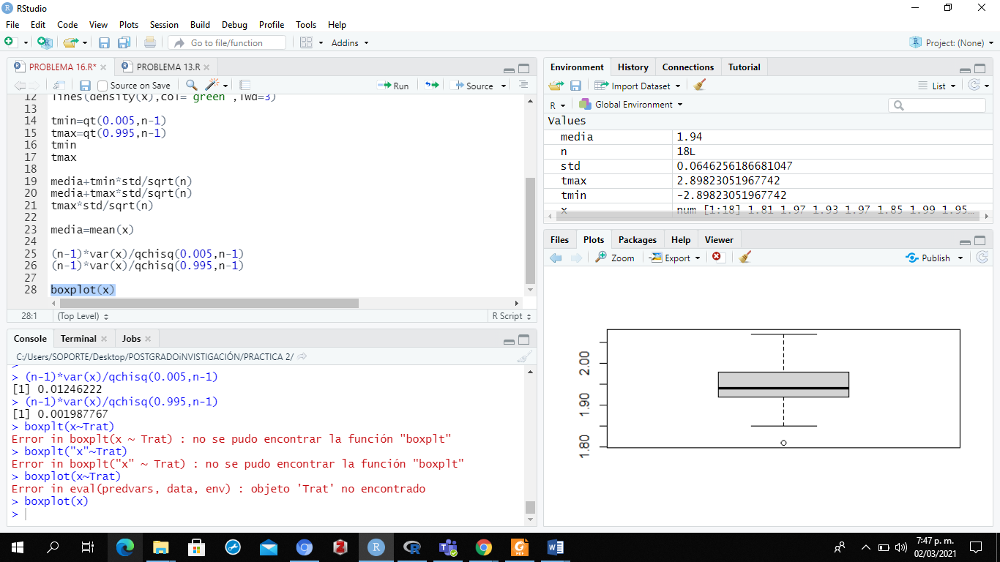 RStudio
File Edit Code View Plots Session Build Debug Profile Tools Help
Go to file/function Addins Project: (None)
PROBLEMA 16.R* PROBLEMA 13.R
Source on Save Run Source
12 lines(density(x),col="green",lwd=3)
13
14 tmin=qt(0.005,n-1)
15 tmax=qt(0.995,n-1)
16 tmin
17 tmax
18
19 media+tmin*std/sqrt(n)
20 media+tmax*std/sqrt(n)
21 tmax*std/sqrt(n)
22
23 media=mean(x)
24
25 (n-1)*var(x)/qchisq(0.005,n-1)
26 (n-1)*var(x)/qchisq(0.995,n-1)
27
28 boxplot(x)
28:1 (Top Level) R Script
Console Terminal Jobs
C:/Users/SOPORTE/Desktop/POSTGRADOiNVISTIGACIÓN/PRACTICA 2/
>
> (n-1)*var(x)/qchisq(0.005,n-1)
[1] 0.01246222
> (n-1)*var(x)/qchisq(0.995,n-1)
[1] 0.001987767
> boxplt(x~Trat)
Error in boxplt(x ~ Trat) : no se pudo encontrar la función "boxplt"
> boxplt("x"~Trat)
Error in boxplt("x" ~ Trat) : no se pudo encontrar la función "boxplt"
> boxplot(x~Trat)
Error in eval(predvars, data, env) : objeto 'Trat' no encontrado
> boxplot(x)
>
Environment History Connections Tutorial
Import Dataset List
R Global Environment
Values
media 1.94
n 18L
std 0.0646256186681047
tmax 2.89823051967742
tmin -2.89823051967742
x num [1:18] 1.81 1.97 1.93 1.97 1.85 1.99 1.95...
Files Plots Packages Help Viewer
Zoom Export Publish
2.00
1.90
1.80
7:47 p. m.
02/03/2021